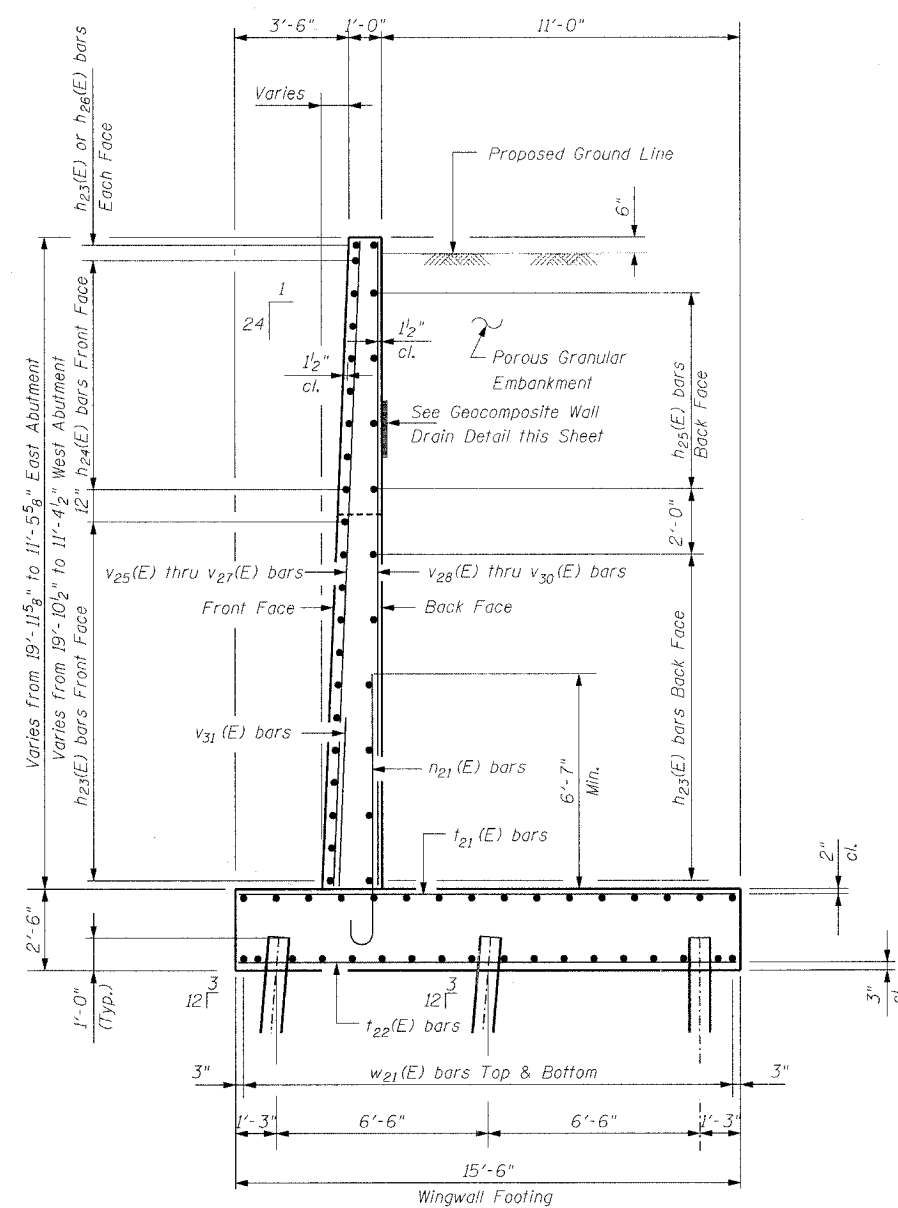 3'-6"
1'-0"
11'-0"
Varies
h23(E) or h26(E) bars
Each Face
Proposed Ground Line
6"
1
24
1½"
cl.
1½"
cl.
Porous Granular
Embankment
See Geocomposite Wall
Drain Detail this Sheet
h25(E) bars
Back Face
Varies from 19'-11⅝" to 11'-5⅝" East Abutment
Varies from 19'-10½" to 11'-4½" West Abutment
h24(E) bars Front Face
12"
2'-0"
v25(E) thru v27(E) bars
v28(E) thru v30(E) bars
Front Face
Back Face
h23(E) bars Front Face
h23(E) bars Back Face
v31(E) bars
n21(E) bars
6'-7"
Min.
t21(E) bars
2"
cl.
2'-6"
1'-0"
(Typ.)
3
12
3
12
3"
t22(E) bars
3"
w21(E) bars Top & Bottom
3"
1'-3"
6'-6"
6'-6"
1'-3"
15'-6"
Wingwall Footing